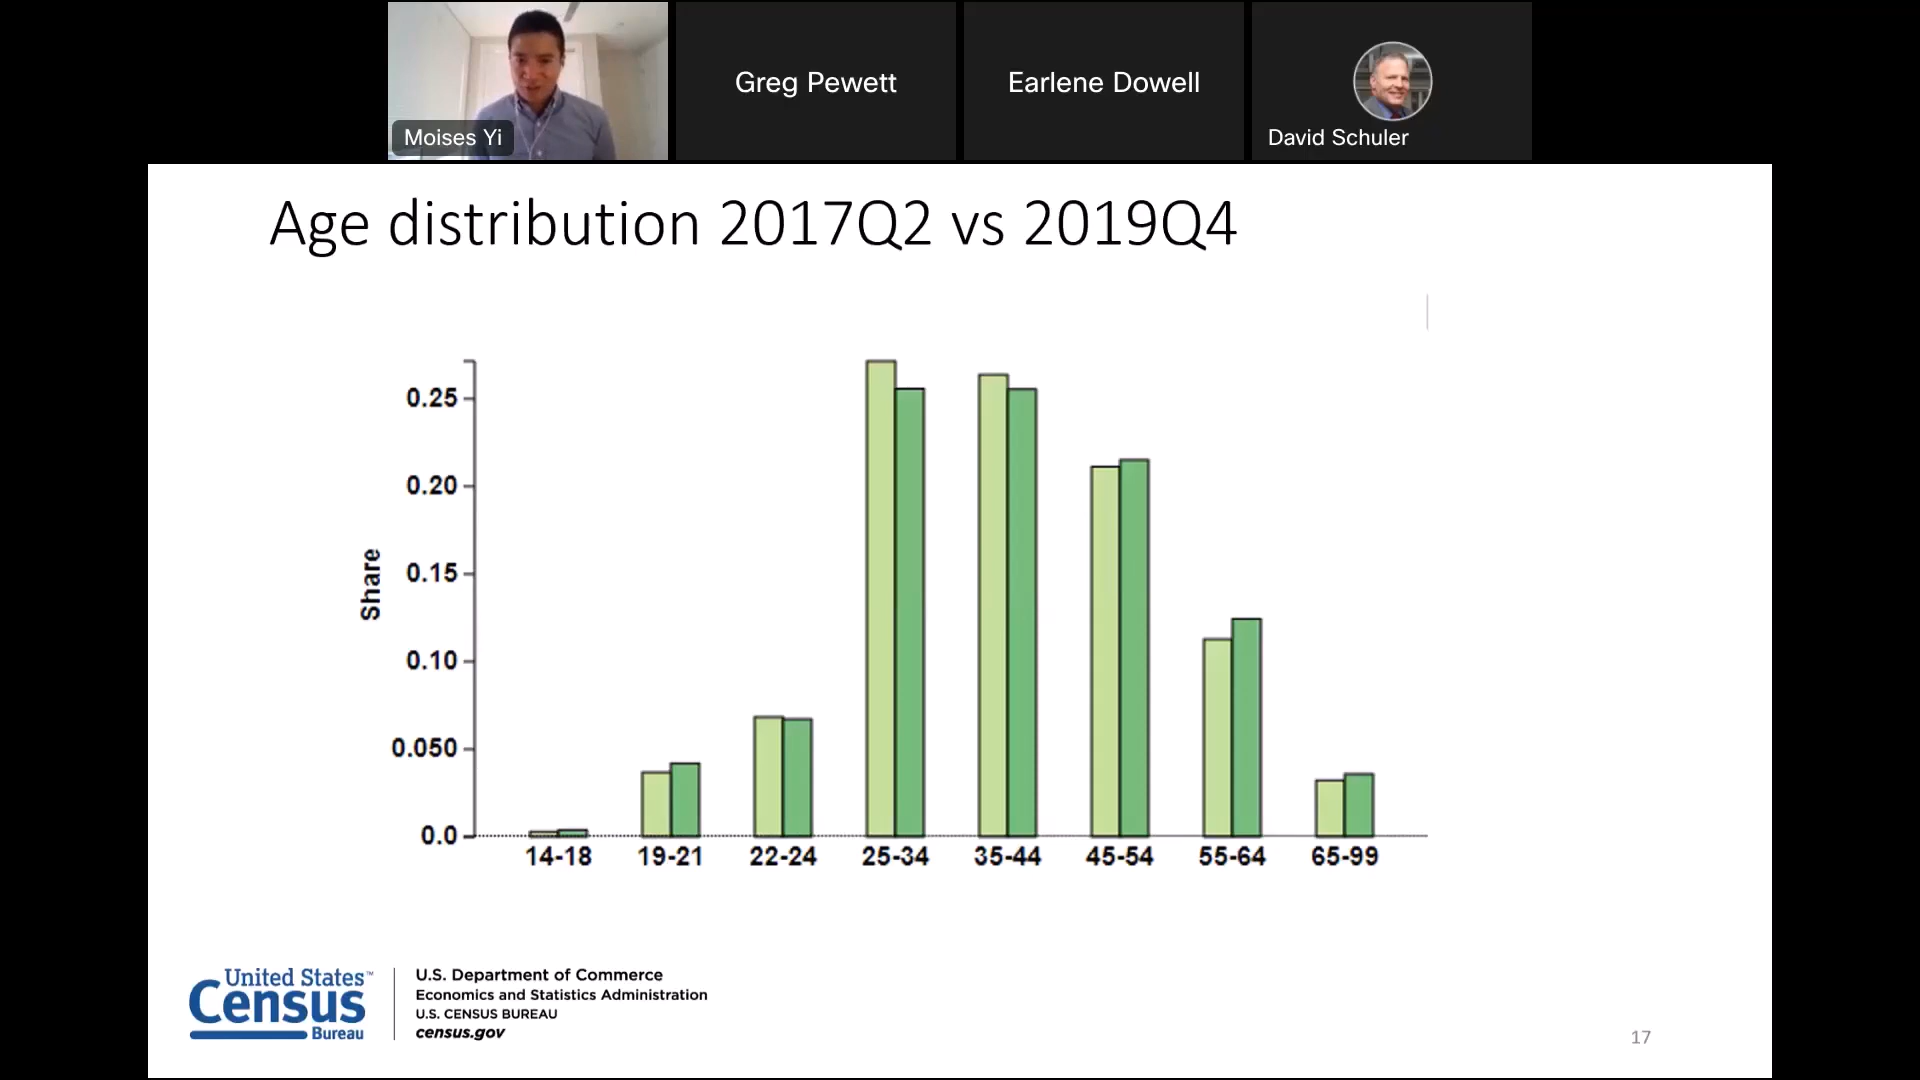 Moises Yi
Greg Pewett
Earlene Dowell
David Schuler
Age distribution 2017Q2 vs 2019Q4
Share
0.25
0.20
0.15
0.10
0.050
0.0
14-18 19-21 22-24 25-34 35-44 45-54 55-64 65-99
United States™
Census
Bureau
U.S. Department of Commerce
Economics and Statistics Administration
U.S. CENSUS BUREAU
census.gov
17